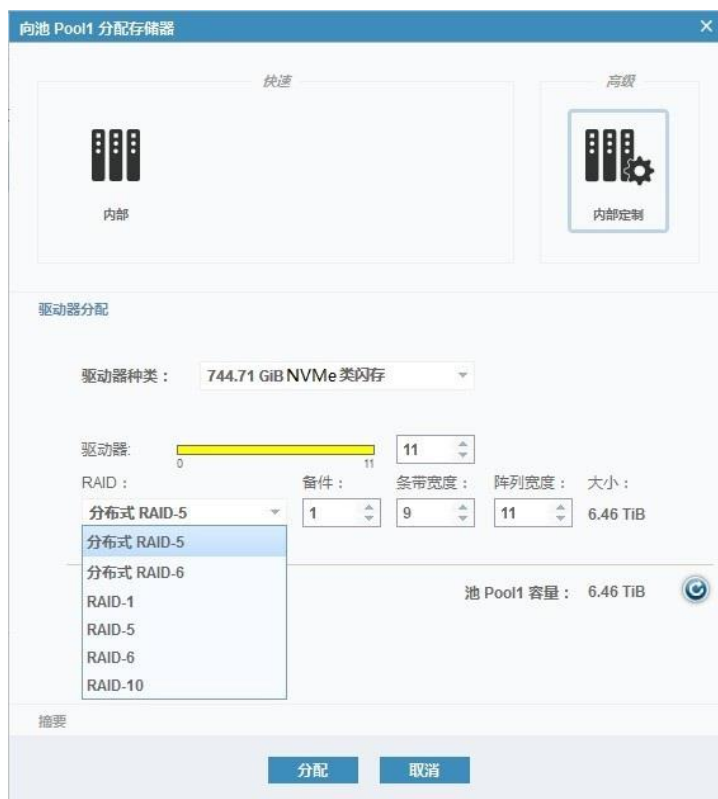 向池 Pool1 分配存储器 ×
快速 高级
内部 内部定制
驱动器分配
驱动器种类： 744.71 GiB NVMe 类闪存
驱动器: 0 11 11
RAID： 备件： 条带宽度： 阵列宽度： 大小：
分布式 RAID-5 1 9 11 6.46 TiB
分布式 RAID-5
分布式 RAID-6
池 Pool1 容量： 6.46 TiB
RAID-1
RAID-5
RAID-6
RAID-10
摘要
分配 取消